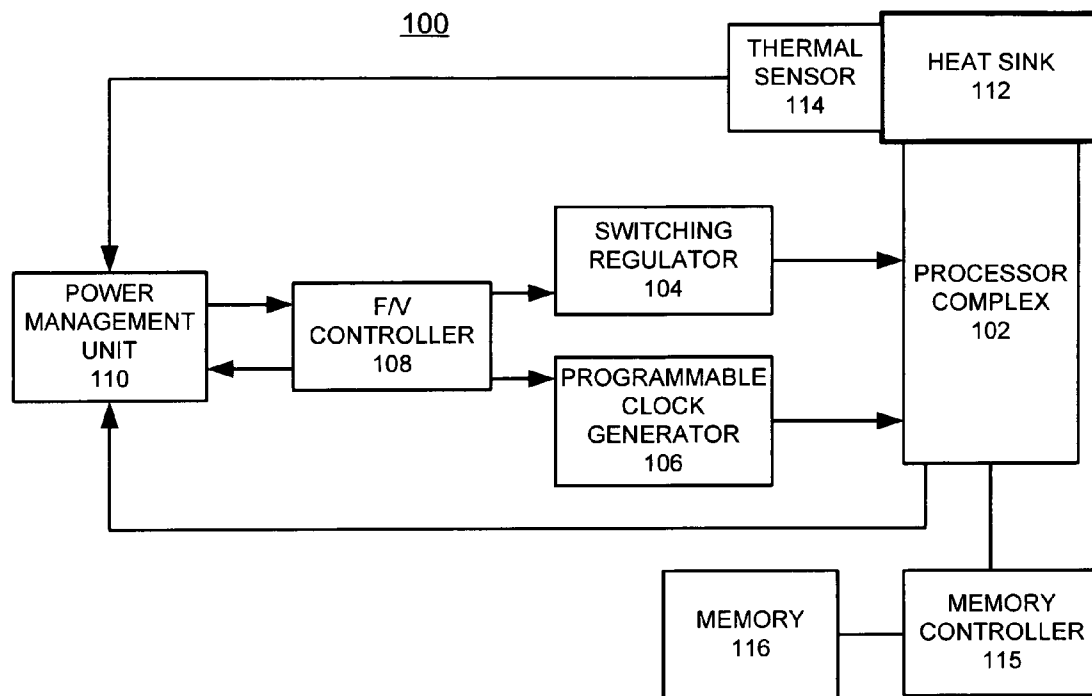 100
THERMAL
SENSOR
114
HEAT SINK
112
SWITCHING
REGULATOR
104
PROCESSOR
COMPLEX
102
POWER
MANAGEMENT
UNIT
110
F/V
CONTROLLER
108
PROGRAMMABLE
CLOCK
GENERATOR
106
MEMORY
116
MEMORY
CONTROLLER
115